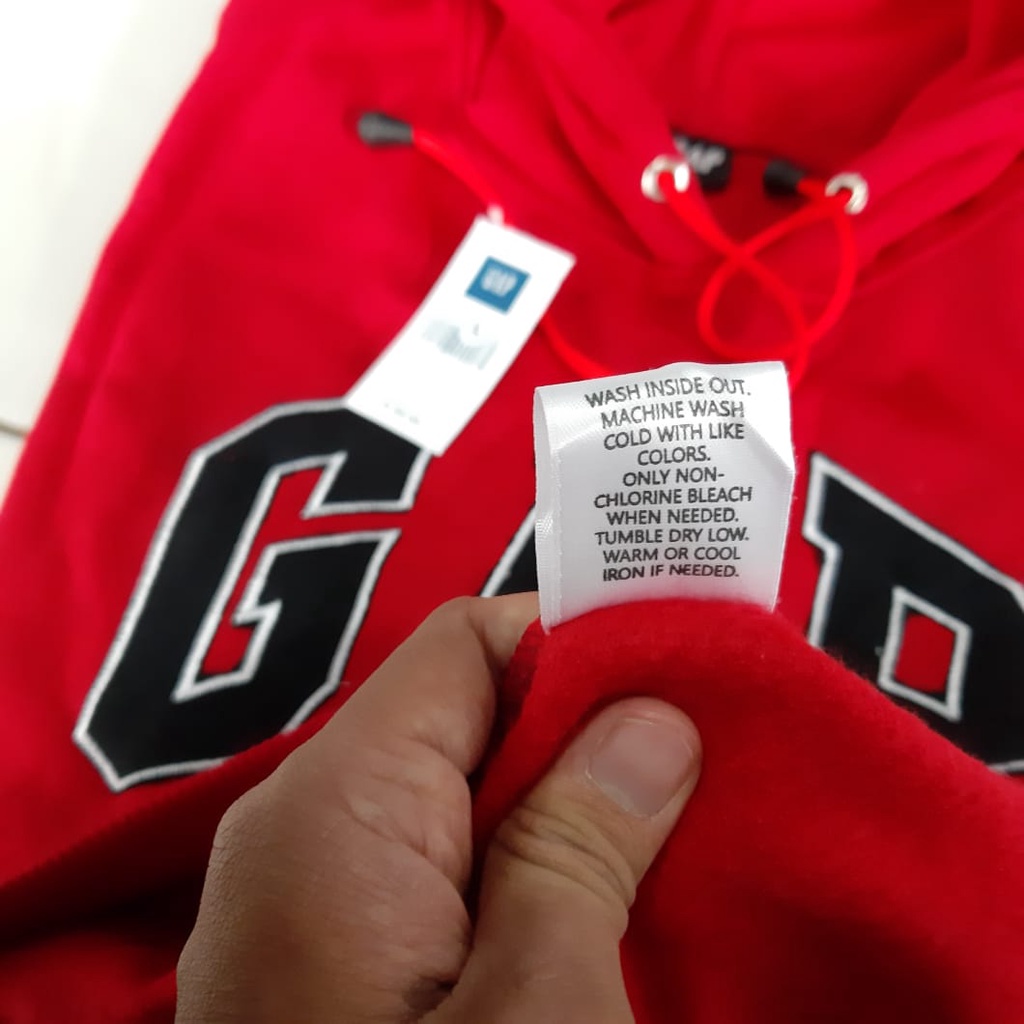 GAP
WASH INSIDE OUT.
MACHINE WASH
COLD WITH LIKE
COLORS.
ONLY NON-
CHLORINE BLEACH
WHEN NEEDED.
TUMBLE DRY LOW.
WARM OR COOL
IRON IF NEEDED.
G P